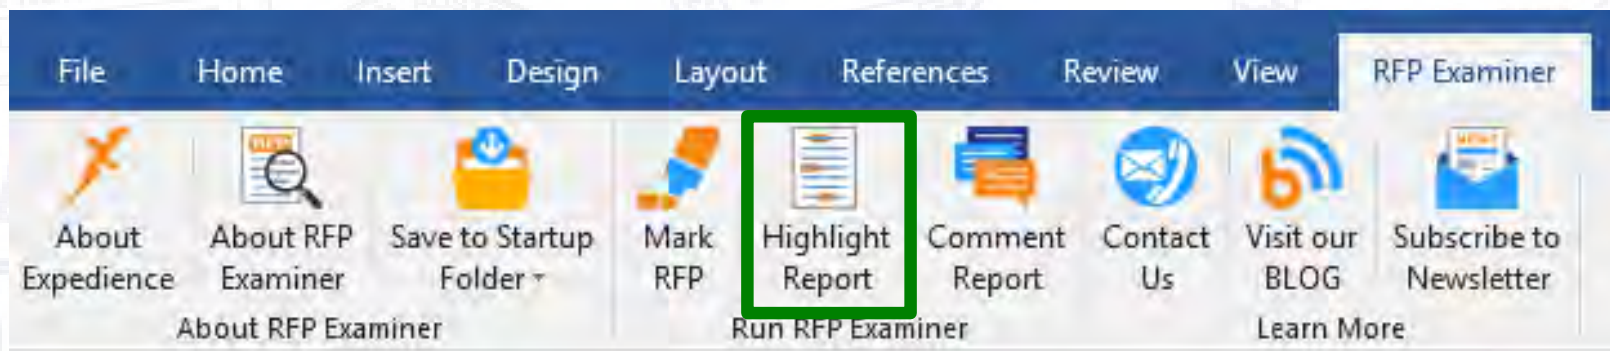 File Home Insert Design Layout References Review View RFP Examiner
About Expedience
About RFP Examiner
Save to Startup Folder
Mark RFP
Highlight Report
Comment Report
Contact Us
Visit our BLOG
Subscribe to Newsletter
About RFP Examiner Run RFP Examiner Learn More